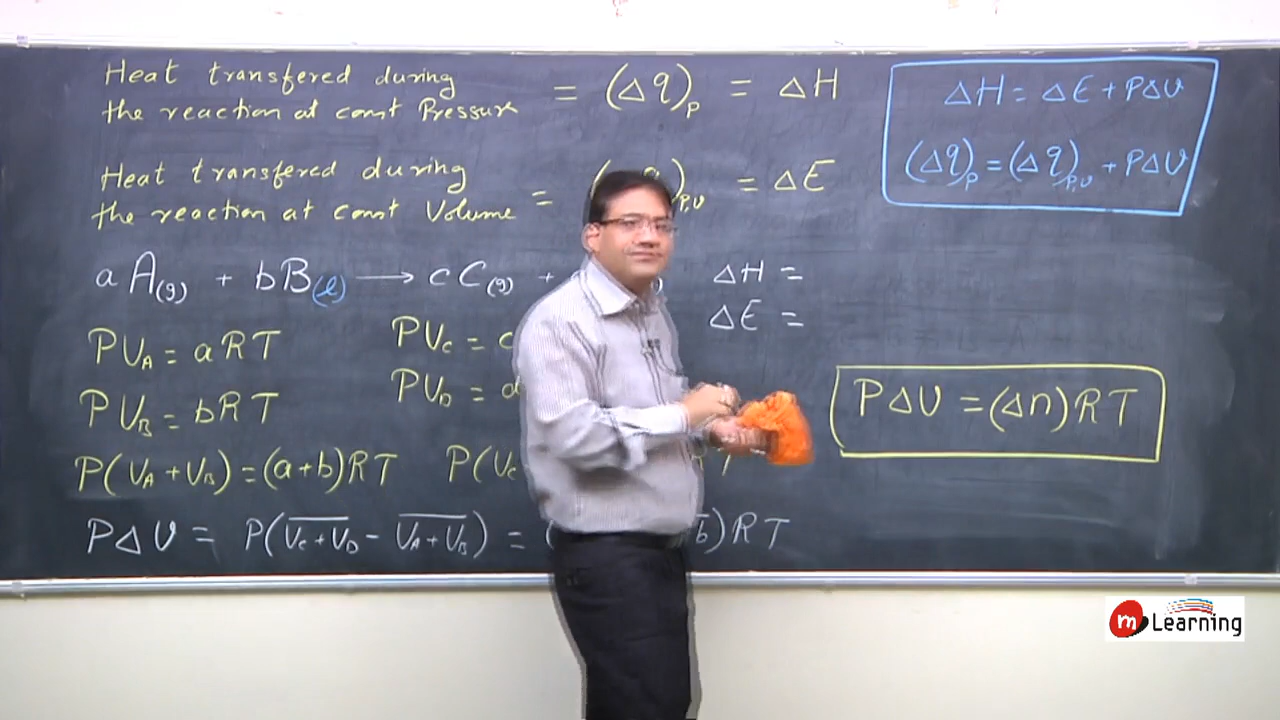 Heat transfered during
the reaction at const Pressure = (Δq)P = ΔH
Heat transfered during
the reaction at const Volume = ( q)P,V = ΔE
aA(g) + bB(l) → cC(g) + ΔH =
ΔE =
PVA = aRT PVC = c
PVB = bRT PVD = d
P(VA + VB) = (a+b)RT P(VC
PΔV = P(VC+VD - VA+VB) = ( b)RT
ΔH = ΔE + PΔV
(Δq)P = (Δq)P,V + PΔV
PΔV = (Δn)RT
m Learning